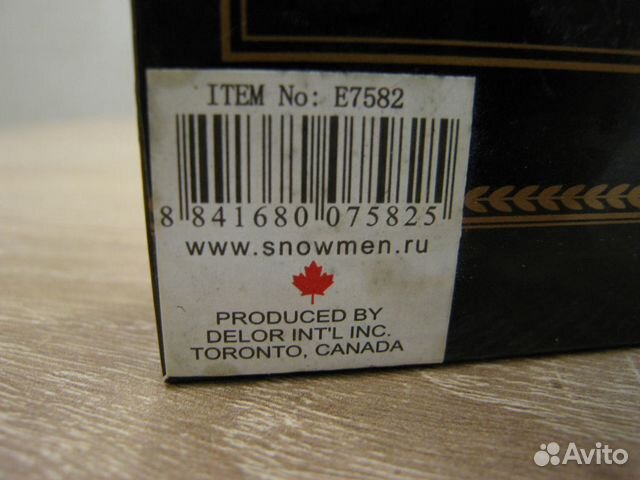 ITEM No: E7582
8 841680 075825
www.snowmen.ru
PRODUCED BY
DELOR INT'L INC.
TORONTO, CANADA
Avito